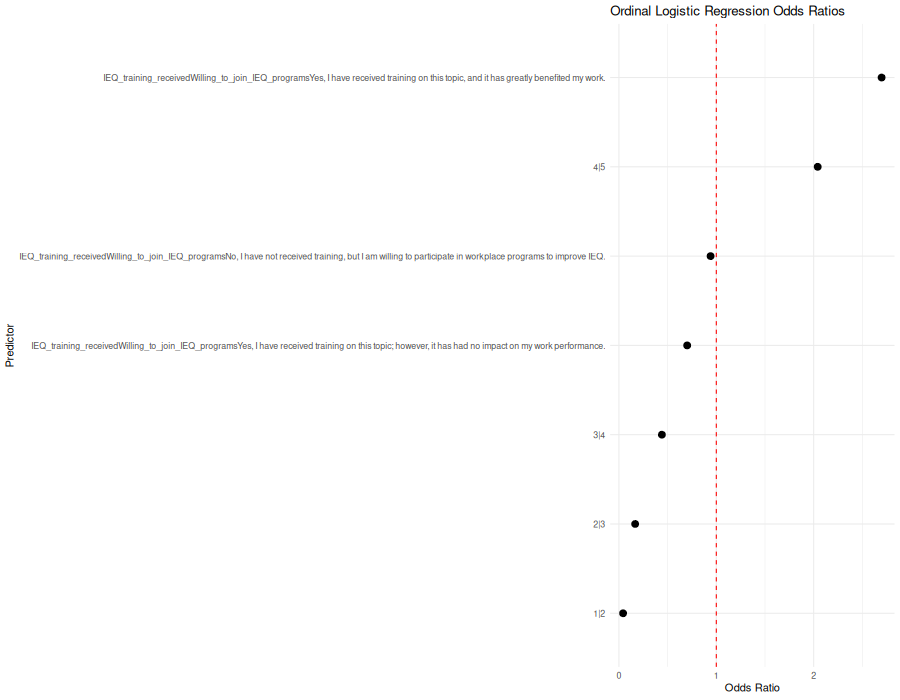 Ordinal Logistic Regression Odds Ratios
IEQ_training_receivedWilling_to_join_IEQ_programsYes, I have received training on this topic, and it has greatly benefited my work.
4|5
IEQ_training_receivedWilling_to_join_IEQ_programsNo, I have not received training, but I am willing to participate in workplace programs to improve IEQ.
Predictor
IEQ_training_receivedWilling_to_join_IEQ_programsYes, I have received training on this topic; however, it has had no impact on my work performance.
3|4
2|3
1|2
0 1 2
Odds Ratio